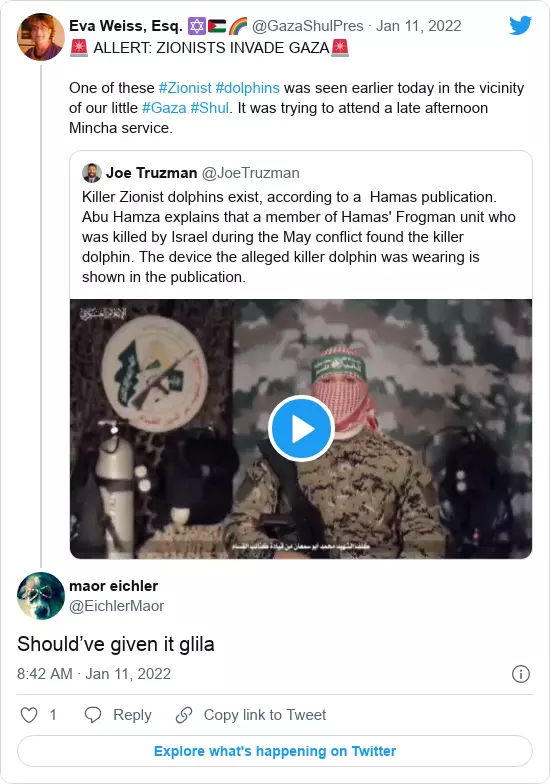 Eva Weiss, Esq. ✡️🇵🇸🌈 @GazaShulPres · Jan 11, 2022
🚨 ALLERT: ZIONISTS INVADE GAZA🚨
One of these #Zionist #dolphins was seen earlier today in the vicinity
of our little #Gaza #Shul. It was trying to attend a late afternoon
Mincha service.
Joe Truzman @JoeTruzman
Killer Zionist dolphins exist, according to a Hamas publication.
Abu Hamza explains that a member of Hamas' Frogman unit who
was killed by Israel during the May conflict found the killer
dolphin. The device the alleged killer dolphin was wearing is
shown in the publication.
الإعلام العسكري
maor eichler
@EichlerMaor
Should’ve given it glila
8:42 AM · Jan 11, 2022
1 Reply Copy link to Tweet
Explore what's happening on Twitter